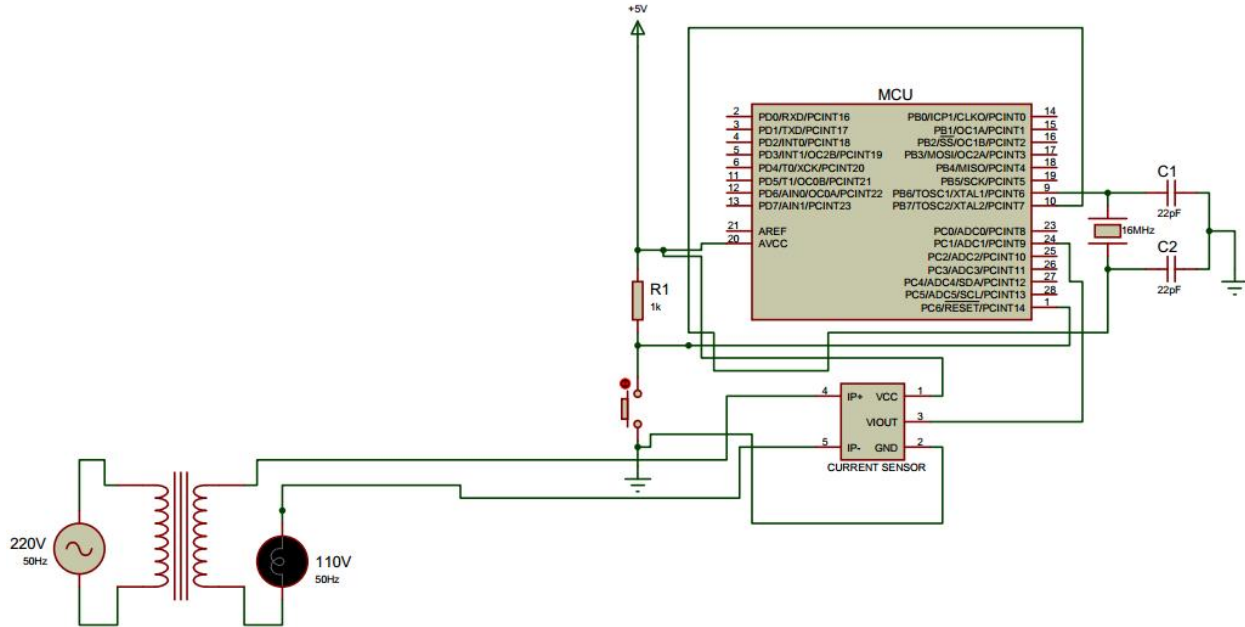 +5V
MCU
2 PD0/RXD/PCINT16 PB0/ICP1/CLKO/PCINT0 14
3 PD1/TXD/PCINT17 PB1/OC1A/PCINT1 15
4 PD2/INT0/PCINT18 PB2/SS/OC1B/PCINT2 16
5 PD3/INT1/OC2B/PCINT19 PB3/MOSI/OC2A/PCINT3 17
6 PD4/T0/XCK/PCINT20 PB4/MISO/PCINT4 18
11 PD5/T1/OC0B/PCINT21 PB5/SCK/PCINT5 19
12 PD6/AIN0/OC0A/PCINT22 PB6/TOSC1/XTAL1/PCINT6 9
13 PD7/AIN1/PCINT23 PB7/TOSC2/XTAL2/PCINT7 10
21 AREF PC0/ADC0/PCINT8 23
20 AVCC PC1/ADC1/PCINT9 24
PC2/ADC2/PCINT10 25
PC3/ADC3/PCINT11 26
PC4/ADC4/SDA/PCINT12 27
PC5/ADC5/SCL/PCINT13 28
PC6/RESET/PCINT14 1
C1
22pF
16MHz
C2
22pF
R1
1k
4 IP+ VCC 1
VIOUT 3
5 IP- GND 2
CURRENT SENSOR
220V
50Hz
110V
50Hz